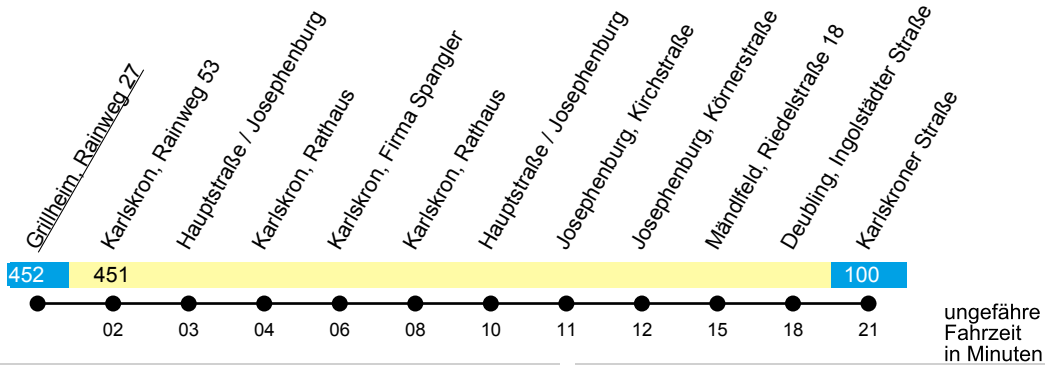 Grillheim, Rainweg 27
Karlskron, Rainweg 53
Hauptstraße / Josephenburg
Karlskron, Rathaus
Karlskron, Firma Spangler
Karlskron, Rathaus
Hauptstraße / Josephenburg
Josephenburg, Kirchstraße
Josephenburg, Körnerstraße
Mändlfeld, Riedelstraße 18
Deubling, Ingolstädter Straße
Karlskroner Straße
452 451 100
02 03 04 06 08 10 11 12 15 18 21
ungefähre
Fahrzeit
in Minuten